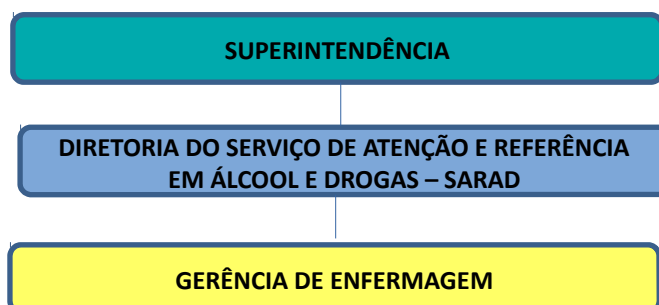 SUPERINTENDÊNCIA
DIRETORIA DO SERVIÇO DE ATENÇÃO E REFERÊNCIA
EM ÁLCOOL E DROGAS – SARAD
GERÊNCIA DE ENFERMAGEM